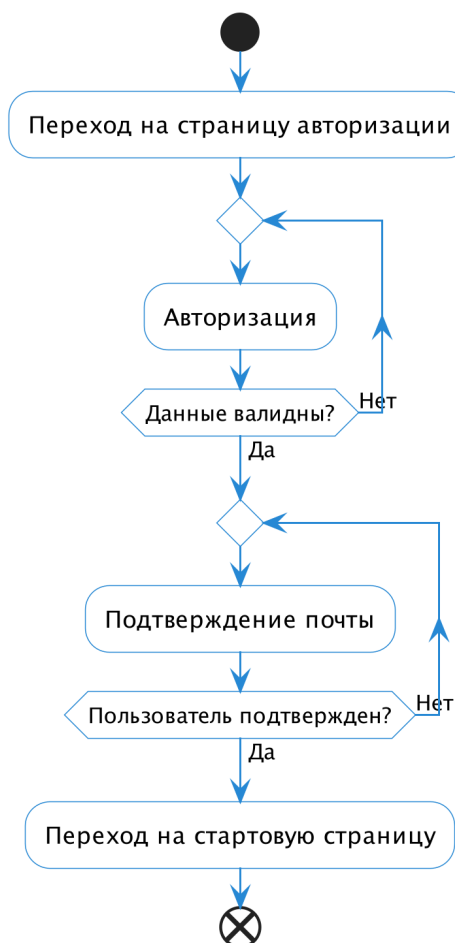 Переход на страницу авторизации
Авторизация
Данные валидны?
Нет
Да
Подтверждение почты
Пользователь подтвержден?
Нет
Да
Переход на стартовую страницу